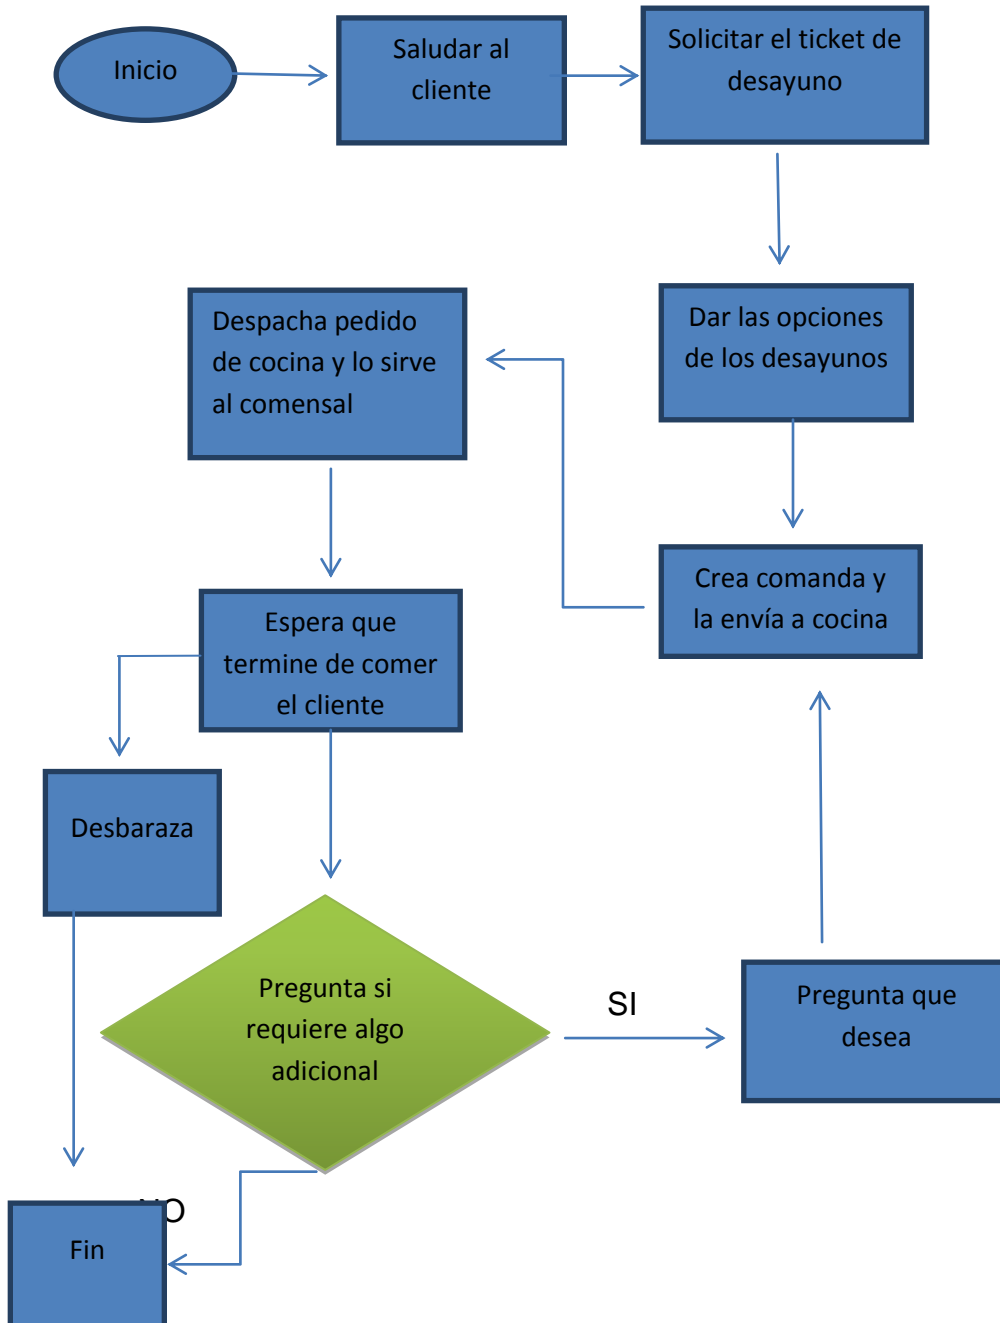 Inicio
Saludar al
cliente
Solicitar el ticket de
desayuno
Dar las opciones
de los desayunos
Despacha pedido
de cocina y lo sirve
al comensal
Crea comanda y
la envía a cocina
Espera que
termine de comer
el cliente
Desbaraza
Pregunta si
requiere algo
adicional
SI
Pregunta que
desea
NO
Fin